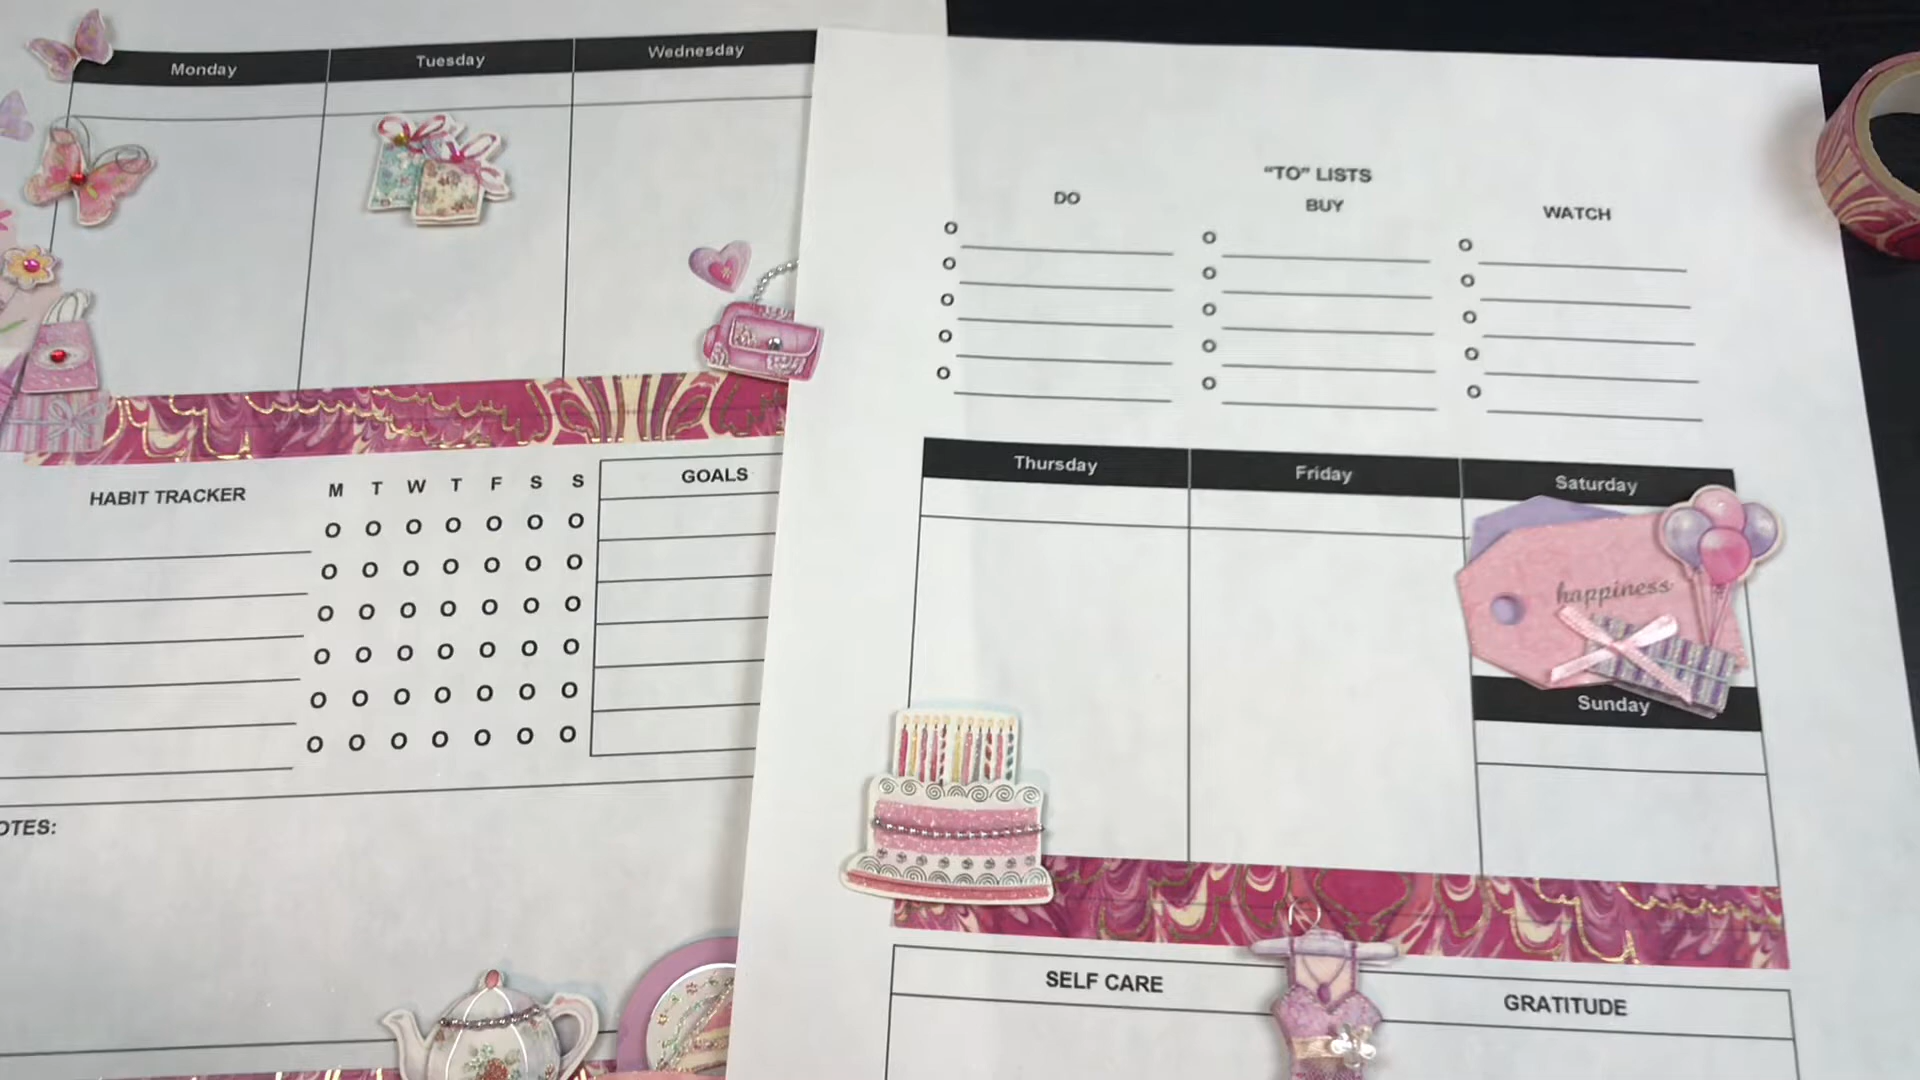 Monday Tuesday Wednesday
HABIT TRACKER M T W T F S S
GOALS
OTES:
“TO” LISTS
DO BUY WATCH
Thursday Friday Saturday
happiness
Sunday
SELF CARE GRATITUDE